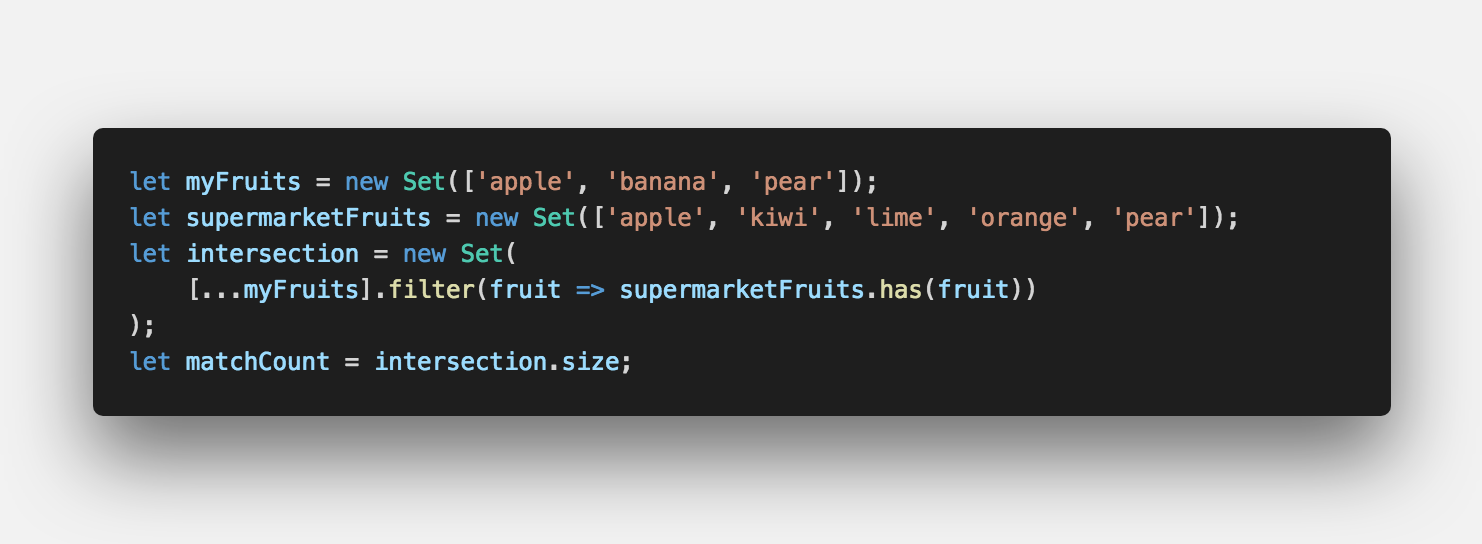 let myFruits = new Set(['apple', 'banana', 'pear']);
let supermarketFruits = new Set(['apple', 'kiwi', 'lime', 'orange', 'pear']);
let intersection = new Set(
    [...myFruits].filter(fruit => supermarketFruits.has(fruit))
);
let matchCount = intersection.size;